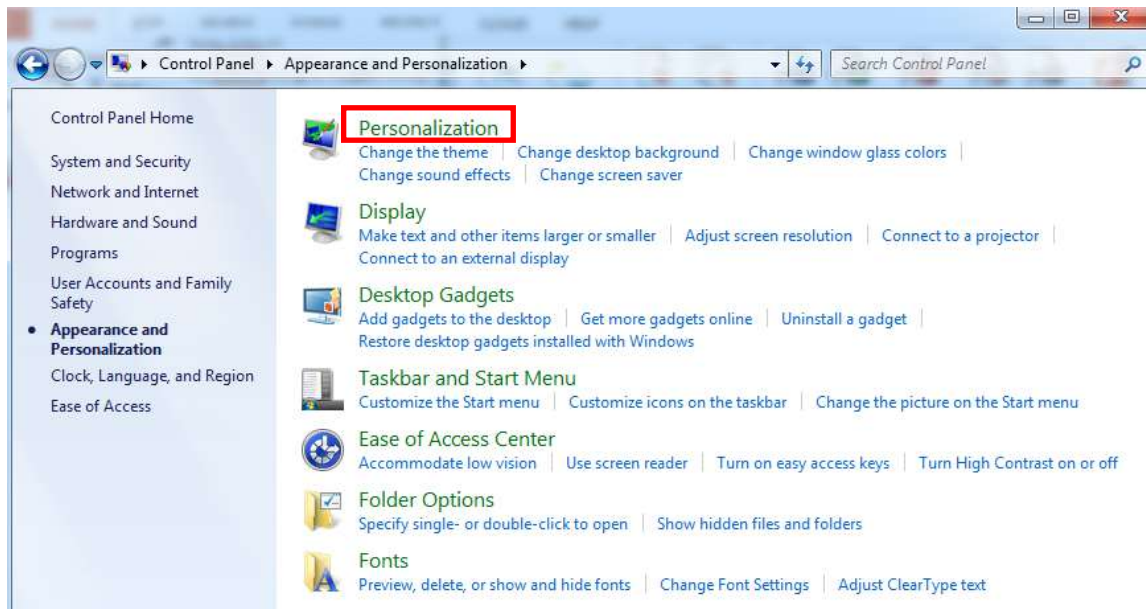 Control Panel Appearance and Personalization Search Control Panel
Control Panel Home
System and Security
Network and Internet
Hardware and Sound
Programs
User Accounts and Family
Safety
Appearance and
Personalization
Clock, Language, and Region
Ease of Access
Personalization
Change the theme Change desktop background Change window glass colors
Change sound effects Change screen saver
Display
Make text and other items larger or smaller Adjust screen resolution Connect to a projector
Connect to an external display
Desktop Gadgets
Add gadgets to the desktop Get more gadgets online Uninstall a gadget
Restore desktop gadgets installed with Windows
Taskbar and Start Menu
Customize the Start menu Customize icons on the taskbar Change the picture on the Start menu
Ease of Access Center
Accommodate low vision Use screen reader Turn on easy access keys Turn High Contrast on or off
Folder Options
Specify single- or double-click to open Show hidden files and folders
Fonts
Preview, delete, or show and hide fonts Change Font Settings Adjust ClearType text